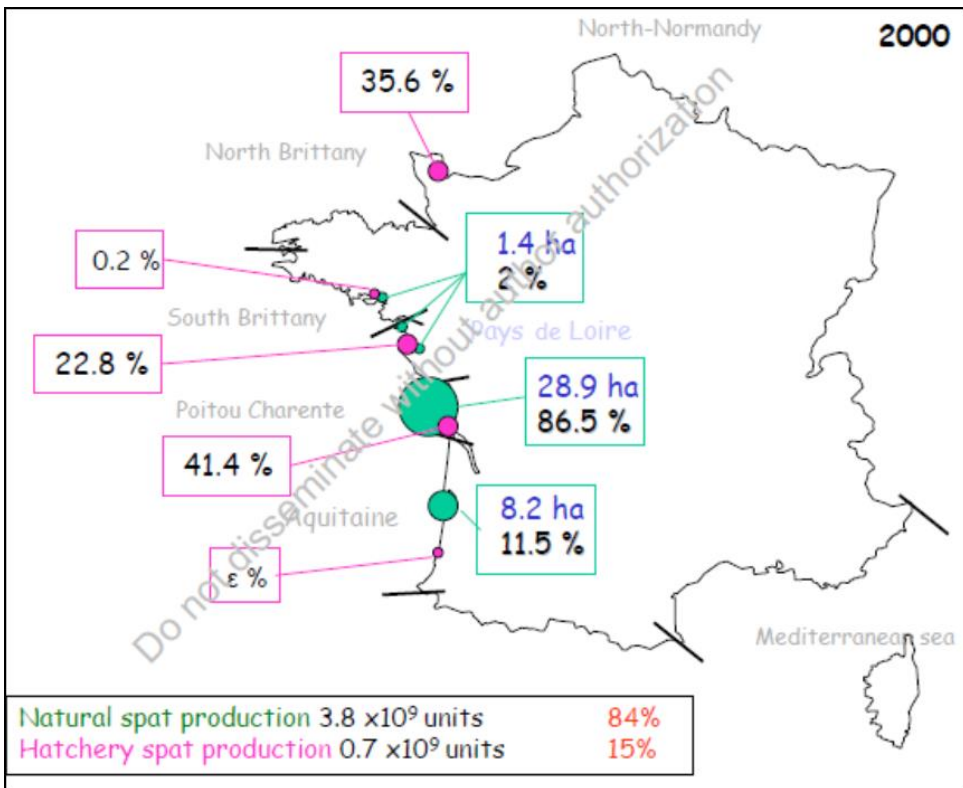 North-Normandy
2000
35.6 %
North Brittany
1.4 ha
2 %
0.2 %
South Brittany
Pays de Loire
22.8 %
28.9 ha
86.5 %
Poitou Charente
41.4 %
8.2 ha
11.5 %
Aquitaine
ε %
Mediterranean sea
Do not disseminate without author authorization
Natural spat production 3.8 x10⁹ units 84%
Hatchery spat production 0.7 x10⁹ units 15%